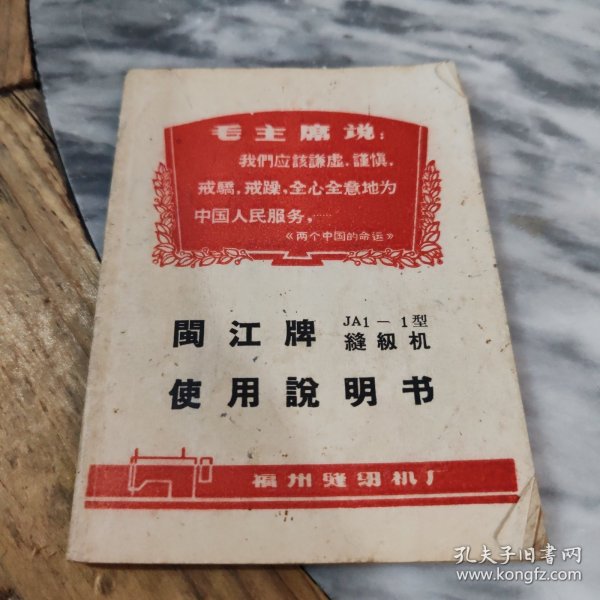 毛主席说：
我們应該謙虚，謹慎，
戒驕，戒躁，全心全意地为
中国人民服务，……
《两个中国的命运》
閩江牌 JA1—1型
縫紉机
使用說明书
福州缝纫机厂
孔夫子旧书网
www.kongfz.com